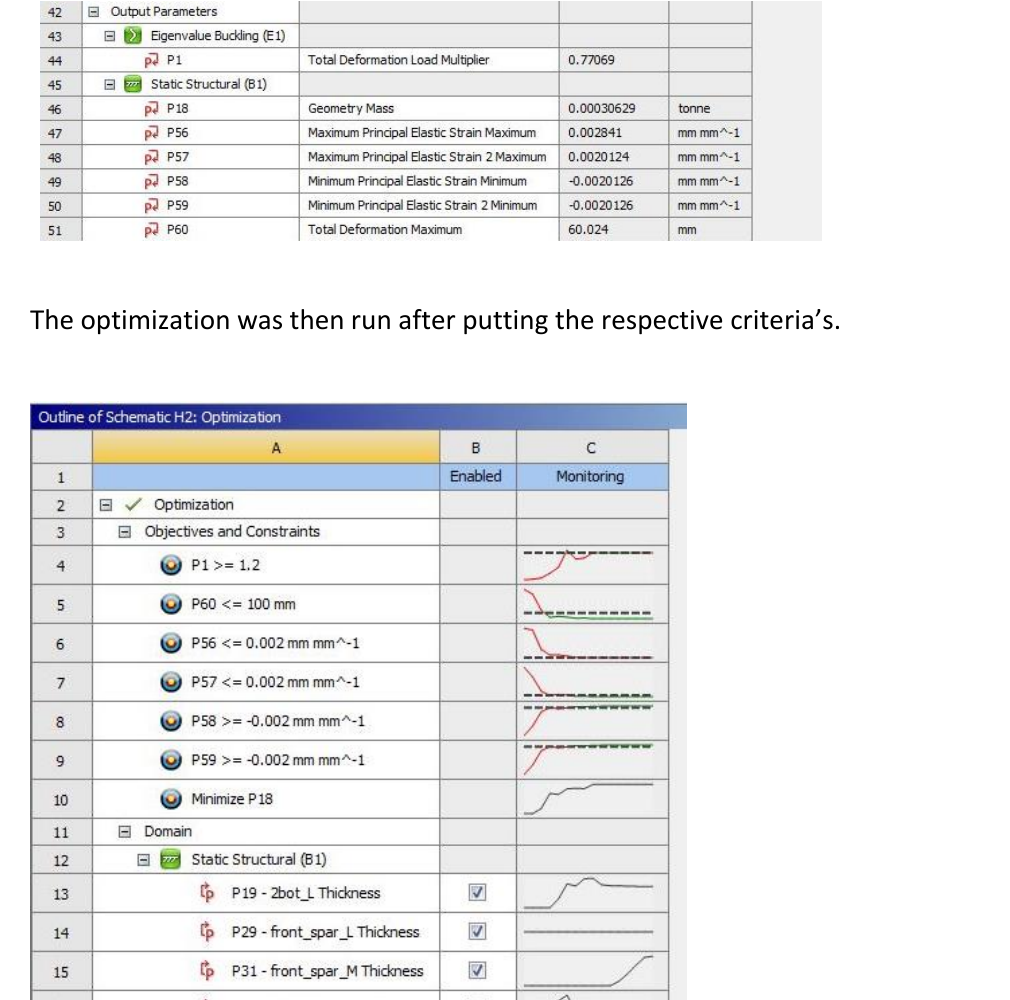 42 Output Parameters
43 Eigenvalue Buckling (E1)
44 P1 Total Deformation Load Multiplier 0.77069
45 Static Structural (B1)
46 P18 Geometry Mass 0.00030629 tonne
47 P56 Maximum Principal Elastic Strain Maximum 0.002841 mm mm^-1
48 P57 Maximum Principal Elastic Strain 2 Maximum 0.0020124 mm mm^-1
49 P58 Minimum Principal Elastic Strain Minimum -0.0020126 mm mm^-1
50 P59 Minimum Principal Elastic Strain 2 Minimum -0.0020126 mm mm^-1
51 P60 Total Deformation Maximum 60.024 mm
The optimization was then run after putting the respective criteria's.
Outline of Schematic H2: Optimization
A B C
1 Enabled Monitoring
2 Optimization
3 Objectives and Constraints
4 P1 >= 1.2
5 P60 <= 100 mm
6 P56 <= 0.002 mm mm^-1
7 P57 <= 0.002 mm mm^-1
8 P58 >= -0.002 mm mm^-1
9 P59 >= -0.002 mm mm^-1
10 Minimize P18
11 Domain
12 Static Structural (B1)
13 P19 - 2bot_L Thickness
14 P29 - front_spar_L Thickness
15 P31 - front_spar_M Thickness